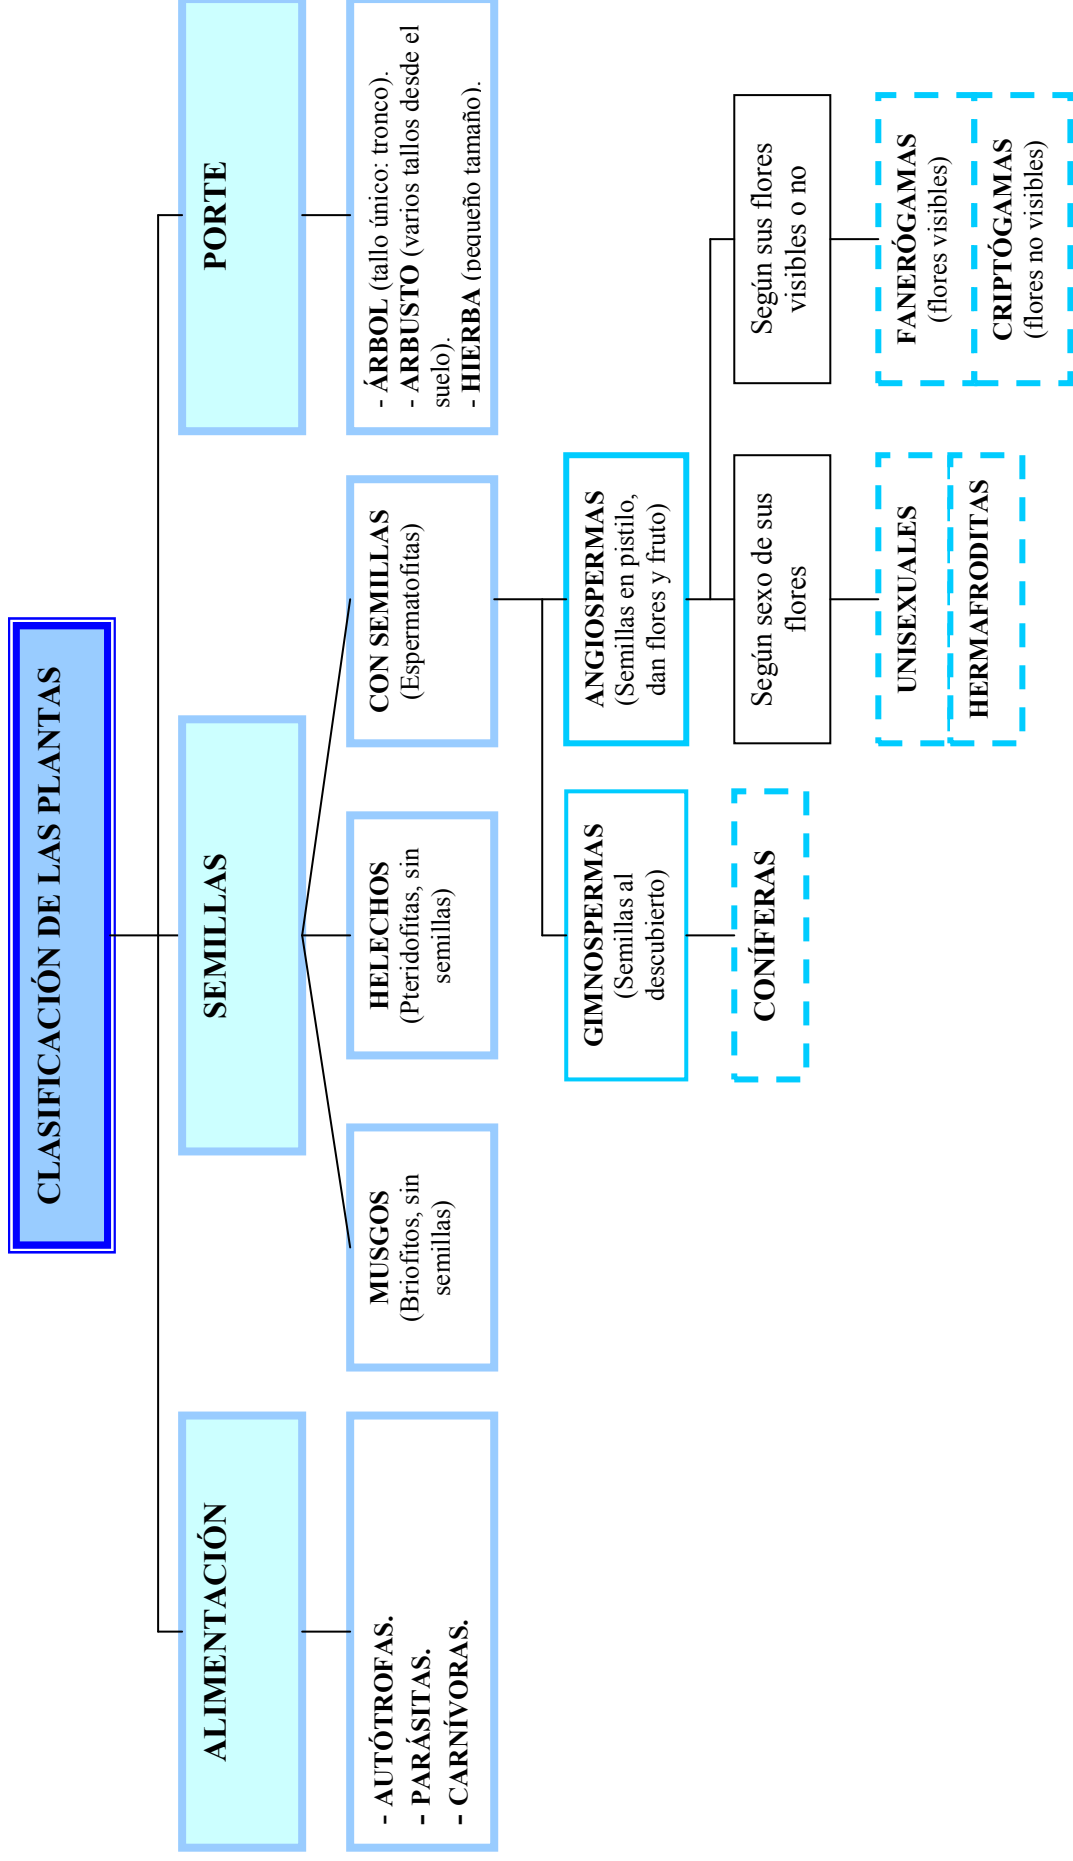 CLASIFICACIÓN DE LAS PLANTAS
ALIMENTACIÓN
SEMILLAS
PORTE
- AUTÓTROFAS.
- PARÁSITAS.
- CARNÍVORAS.
MUSGOS
(Briofitos, sin
semillas)
HELECHOS
(Pteridofitas, sin
semillas)
CON SEMILLAS
(Espermatofitas)
- ÁRBOL (tallo único: tronco).
- ARBUSTO (varios tallos desde el
suelo).
- HIERBA (pequeño tamaño).
GIMNOSPERMAS
(Semillas al
descubierto)
ANGIOSPERMAS
(Semillas en pistilo,
dan flores y fruto)
CONÍFERAS
Según sexo de sus
flores
Según sus flores
visibles o no
UNISEXUALES
HERMAFRODITAS
FANERÓGAMAS
(flores visibles)
CRIPTÓGAMAS
(flores no visibles)